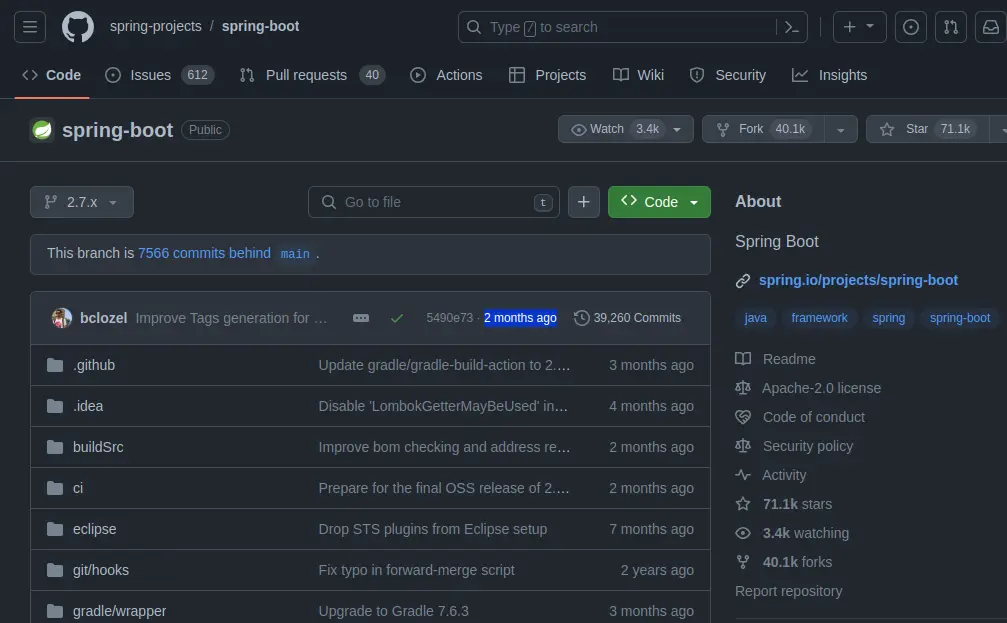 spring-projects / spring-boot
Type / to search
Code Issues 612 Pull requests 40 Actions Projects Wiki Security Insights
spring-boot Public
Watch 3.4k Fork 40.1k Star 71.1k
2.7.x
Go to file t
Code
This branch is 7566 commits behind main .
bclozel Improve Tags generation for … 5490e73 · 2 months ago 39,260 Commits
.github Update gradle/gradle-build-action to 2.… 3 months ago
.idea Disable 'LombokGetterMayBeUsed' in… 4 months ago
buildSrc Improve bom checking and address re… 2 months ago
ci Prepare for the final OSS release of 2.… 2 months ago
eclipse Drop STS plugins from Eclipse setup 7 months ago
git/hooks Fix typo in forward-merge script 2 years ago
gradle/wrapper Upgrade to Gradle 7.6.3 3 months ago
About
Spring Boot
spring.io/projects/spring-boot
java framework spring spring-boot
Readme
Apache-2.0 license
Code of conduct
Security policy
Activity
71.1k stars
3.4k watching
40.1k forks
Report repository